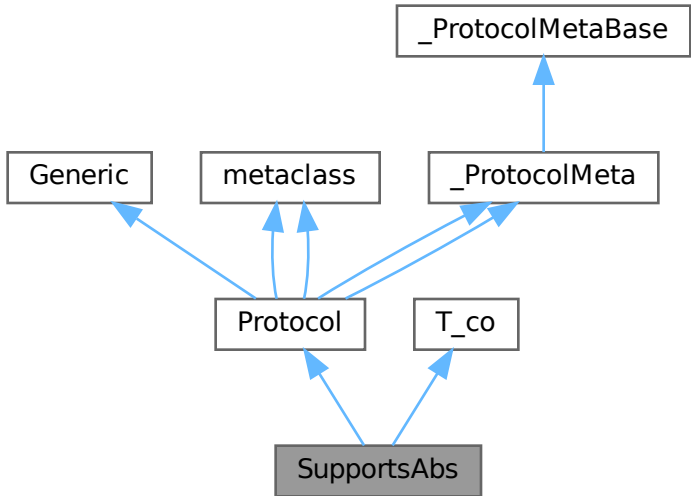 _ProtocolMetaBase
Generic
metaclass
_ProtocolMeta
Protocol
T_co
SupportsAbs